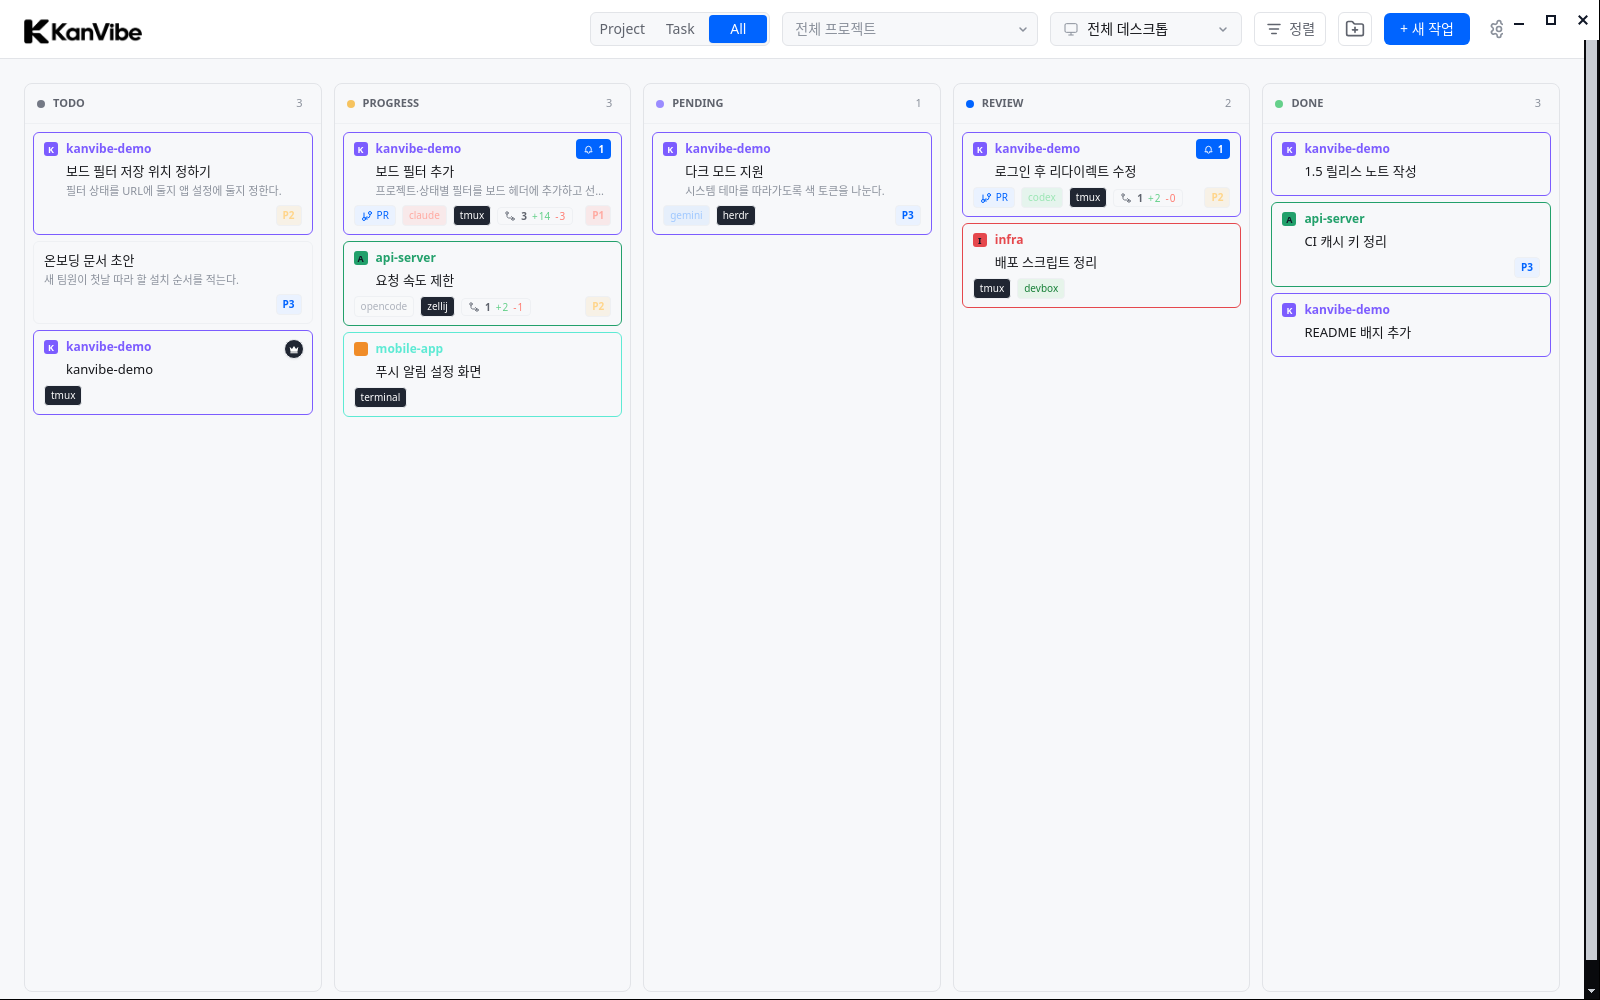 KanVibe
Project Task All
전체 프로젝트
전체 데스크톱
정렬
+ 새 작업
TODO 3
K kanvibe-demo
보드 필터 저장 위치 정하기
필터 상태를 URL에 둘지 앱 설정에 둘지 정한다.
P2
온보딩 문서 초안
새 팀원이 첫날 따라 할 설치 순서를 적는다.
P3
K kanvibe-demo
kanvibe-demo
tmux
PROGRESS 3
K kanvibe-demo 1
보드 필터 추가
프로젝트·상태별 필터를 보드 헤더에 추가하고 선...
PR claude tmux 3 +14 -3 P1
A api-server
요청 속도 제한
opencode zellij 1 +2 -1 P2
mobile-app
푸시 알림 설정 화면
terminal
PENDING 1
K kanvibe-demo
다크 모드 지원
시스템 테마를 따라가도록 색 토큰을 나눈다.
gemini herdr P3
REVIEW 2
K kanvibe-demo 1
로그인 후 리다이렉트 수정
PR codex tmux 1 +2 -0 P2
I infra
배포 스크립트 정리
tmux devbox
DONE 3
K kanvibe-demo
1.5 릴리스 노트 작성
A api-server
CI 캐시 키 정리
P3
K kanvibe-demo
README 배지 추가